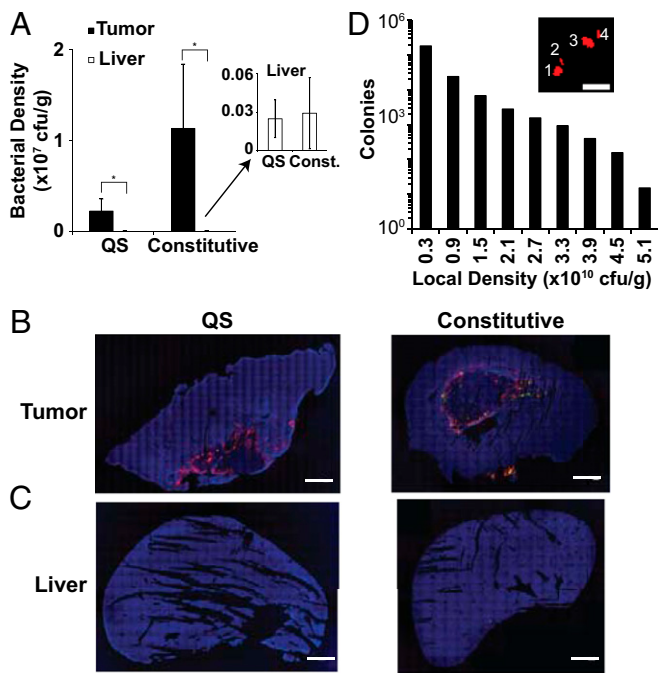 A
Tumor
Liver
Bacterial Density
(x10⁷ cfu/g)
2
1
0
*
*
QS
Constitutive
Liver
0.06
0.03
0
QS Const.
D
Colonies
10⁶
10³
10⁰
1
2
3
4
0.3 0.9 1.5 2.1 2.7 3.3 3.9 4.5 5.1
Local Density (x10¹⁰ cfu/g)
B
QS
Constitutive
Tumor
C
Liver